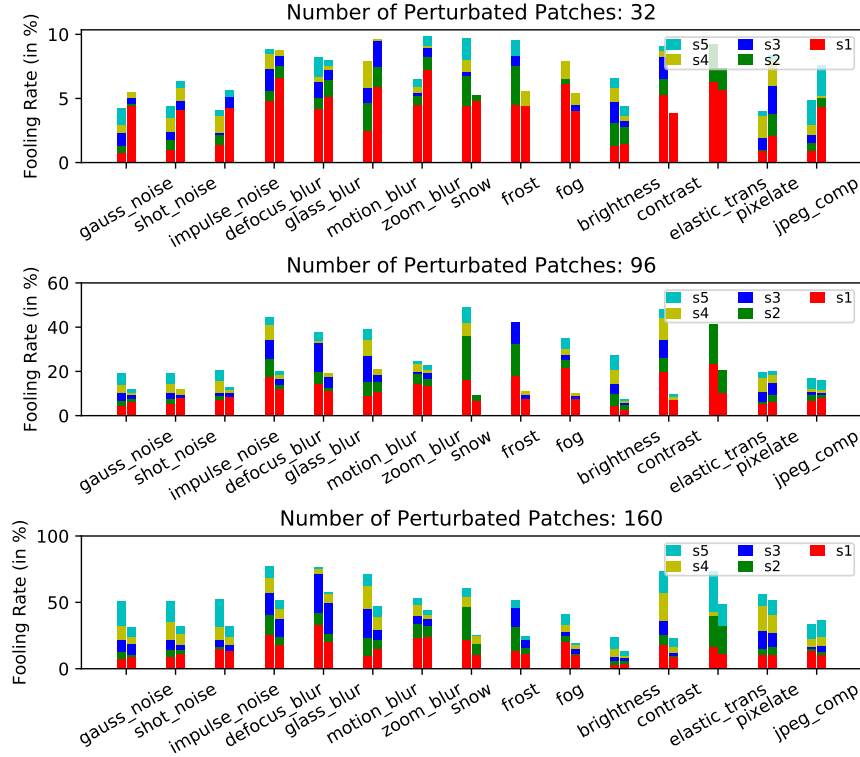 Number of Perturbated Patches: 32
Fooling Rate (in %)
10
5
0
s5 s3 s1
s4 s2
gauss_noise shot_noise impulse_noise defocus_blur glass_blur motion_blur zoom_blur snow frost fog brightness contrast elastic_trans pixelate jpeg_comp
Number of Perturbated Patches: 96
Fooling Rate (in %)
60
40
20
0
s5 s3 s1
s4 s2
gauss_noise shot_noise impulse_noise defocus_blur glass_blur motion_blur zoom_blur snow frost fog brightness contrast elastic_trans pixelate jpeg_comp
Number of Perturbated Patches: 160
Fooling Rate (in %)
100
50
0
s5 s3 s1
s4 s2
gauss_noise shot_noise impulse_noise defocus_blur glass_blur motion_blur zoom_blur snow frost fog brightness contrast elastic_trans pixelate jpeg_comp